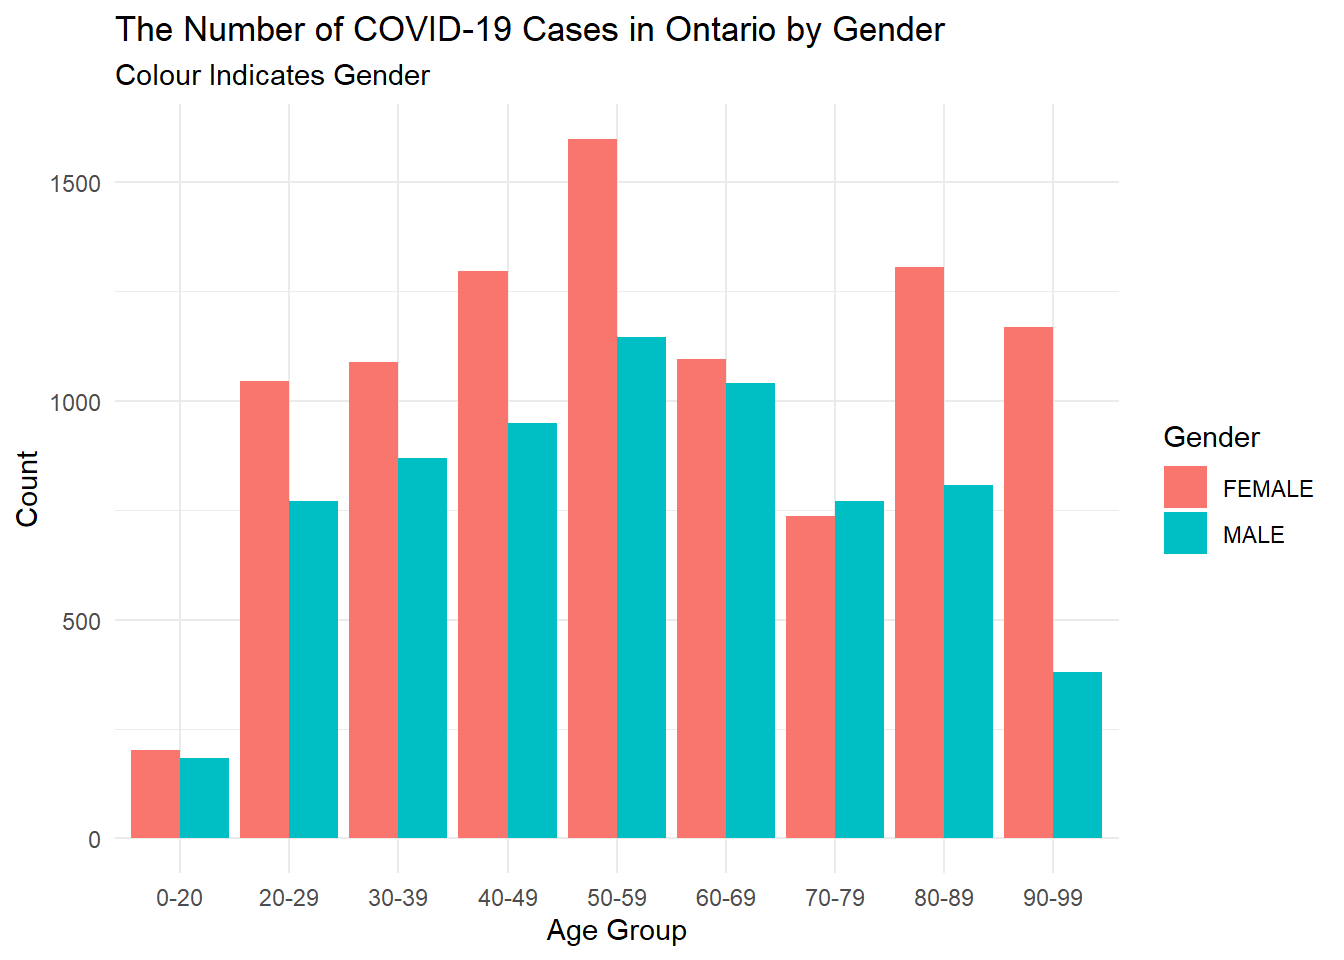 The Number of COVID-19 Cases in Ontario by Gender
Colour Indicates Gender
1500
1000
500
0
Count
0-20 20-29 30-39 40-49 50-59 60-69 70-79 80-89 90-99
Age Group
Gender
FEMALE
MALE